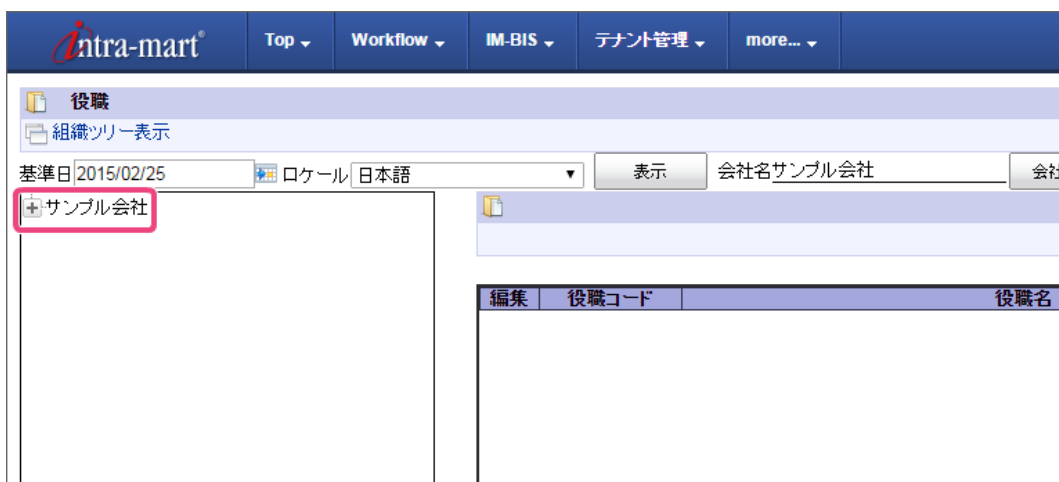 intra-mart® Top Workflow IM-BIS テナント管理 more...
役職
組織ツリー表示
基準日 2015/02/25 ロケール 日本語 表示 会社名サンプル会社
サンプル会社
編集 役職コード 役職名